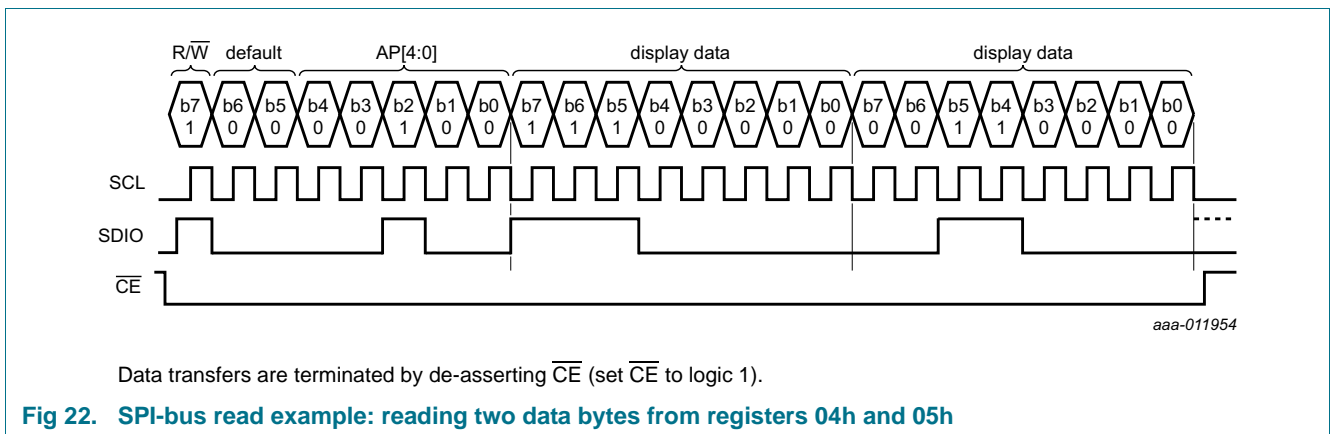 R/W default AP[4:0] display data display data
b7 b6 b5 b4 b3 b2 b1 b0 b7 b6 b5 b4 b3 b2 b1 b0 b7 b6 b5 b4 b3 b2 b1 b0
1 0 0 0 0 1 0 0 1 1 1 0 0 0 0 0 0 0 1 1 0 0 0 0
SCL
SDIO
CE
aaa-011954
Data transfers are terminated by de-asserting CE (set CE to logic 1).
Fig 22. SPI-bus read example: reading two data bytes from registers 04h and 05h